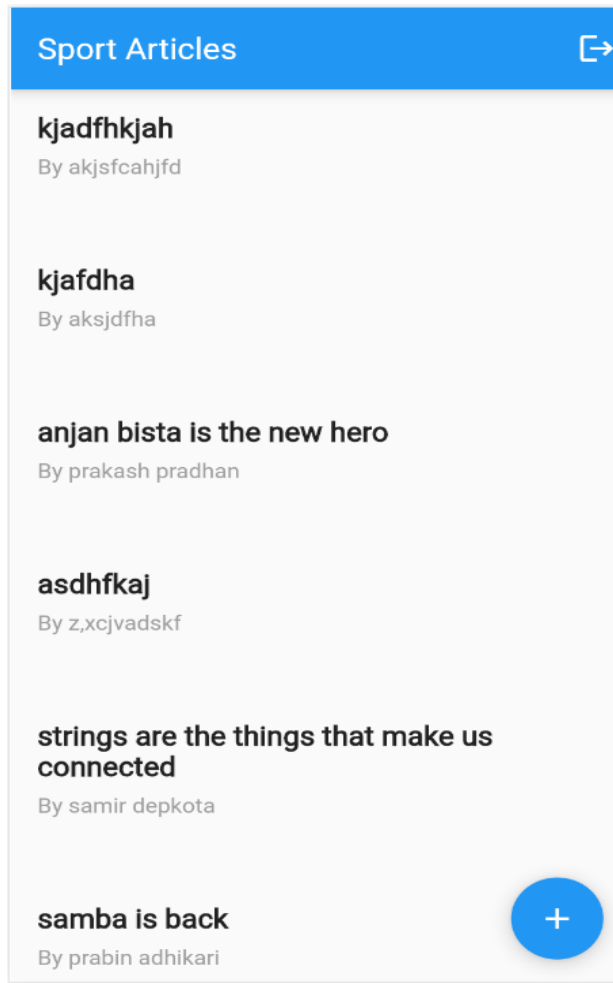 Sport Articles
kjadfhkjah
By akjsfcahjfd
kjafdha
By aksjdfha
anjan bista is the new hero
By prakash pradhan
asdhfkaj
By z,xcjvadskf
strings are the things that make us
connected
By samir depkota
samba is back
By prabin adhikari
+